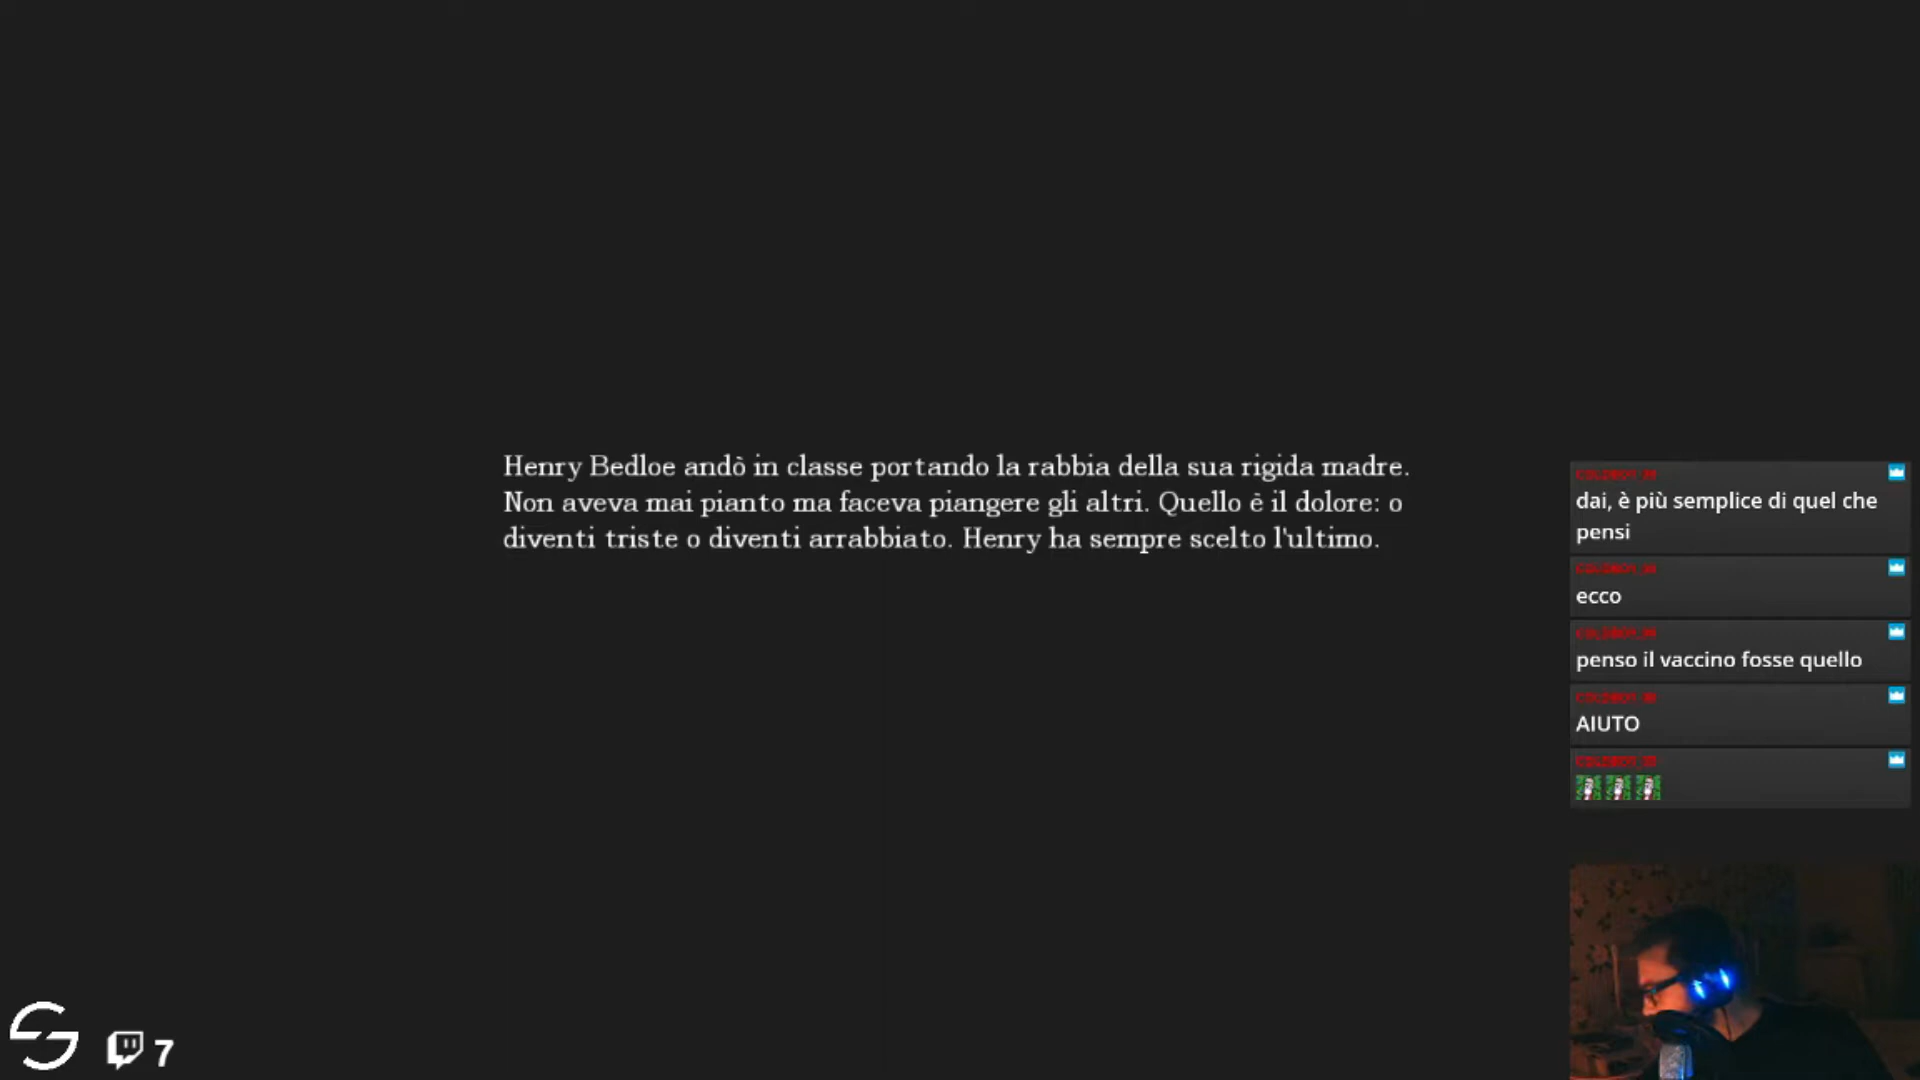 Henry Bedloe andò in classe portando la rabbia della sua rigida madre.
Non aveva mai pianto ma faceva piangere gli altri. Quello è il dolore: o
diventi triste o diventi arrabbiato. Henry ha sempre scelto l'ultimo.
dai, è più semplice di quel che
pensi
ecco
penso il vaccino fosse quello
AIUTO
7